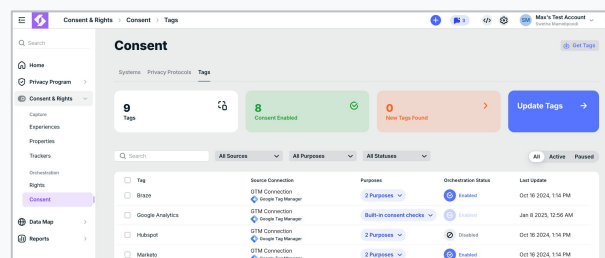 Consent & Rights > Consent > Tags
3
</>
SM
Max's Test Account
Swetha Mamidipoodi
Search
Home
Privacy Program
Consent & Rights
Capture
Experiences
Properties
Trackers
Orchestration
Rights
Consent
Data Map
Reports
Consent
Get Tags
Systems Privacy Protocols Tags
9
Tags
8
Consent Enabled
0
New Tags Found
Update Tags
Search
All Sources
All Purposes
All Statuses
All Active Paused
Tag Source Connection Purposes Orchestration Status Last Update
Braze GTM Connection Google Tag Manager 2 Purposes Enabled Oct 16 2024, 1:14 PM
Google Analytics GTM Connection Google Tag Manager Built-in consent checks Enabled Jan 8 2025, 12:56 AM
Hubspot GTM Connection Google Tag Manager 2 Purposes Disabled Oct 16 2024, 1:14 PM
Marketo GTM Connection Google Tag Manager 2 Purposes Enabled Oct 16 2024, 1:14 PM